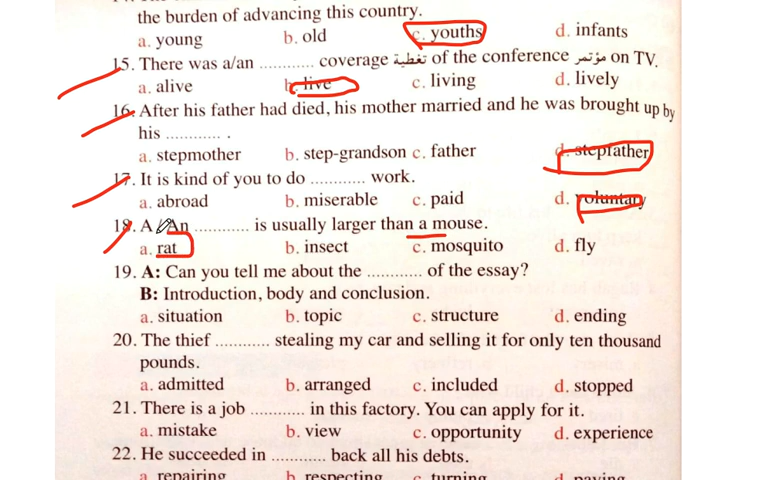 the burden of advancing this country.
a. young b. old c. youths d. infants
15. There was a/an ............ coverage تغطية of the conference مؤتمر on TV.
a. alive b. live c. living d. lively
16. After his father had died, his mother married and he was brought up by
his ............ .
a. stepmother b. step-grandson c. father d. stepfather
17. It is kind of you to do ............ work.
a. abroad b. miserable c. paid d. voluntary
18. A / An ............ is usually larger than a mouse.
a. rat b. insect c. mosquito d. fly
19. A: Can you tell me about the ............ of the essay?
B: Introduction, body and conclusion.
a. situation b. topic c. structure d. ending
20. The thief ............ stealing my car and selling it for only ten thousand
pounds.
a. admitted b. arranged c. included d. stopped
21. There is a job ............ in this factory. You can apply for it.
a. mistake b. view c. opportunity d. experience
22. He succeeded in ............ back all his debts.
a. repairing b. respecting c. turning d. paying